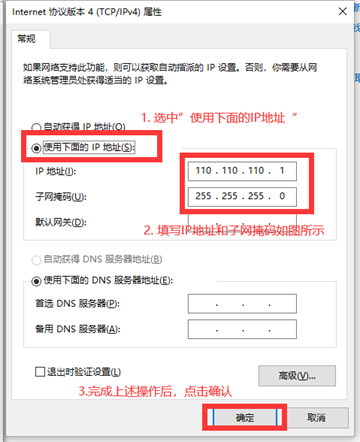 Internet 协议版本 4 (TCP/IPv4) 属性
常规
如果网络支持此功能，则可以获取自动指派的 IP 设置。否则，你需要从网
络系统管理员处获得适当的 IP 设置。
自动获得 IP 地址(O)
1. 选中”使用下面的IP地址“
使用下面的 IP 地址(S):
IP 地址(I):
110 . 110 . 110 . 1
子网掩码(U):
255 . 255 . 255 . 0
默认网关(D):
. . .
2. 填写IP地址和子网掩码如图所示
自动获得 DNS 服务器地址(B)
使用下面的 DNS 服务器地址(E):
首选 DNS 服务器(P):
. . .
备用 DNS 服务器(A):
. . .
退出时验证设置(L)
高级(V)...
3.完成上述操作后，点击确认
确定
取消